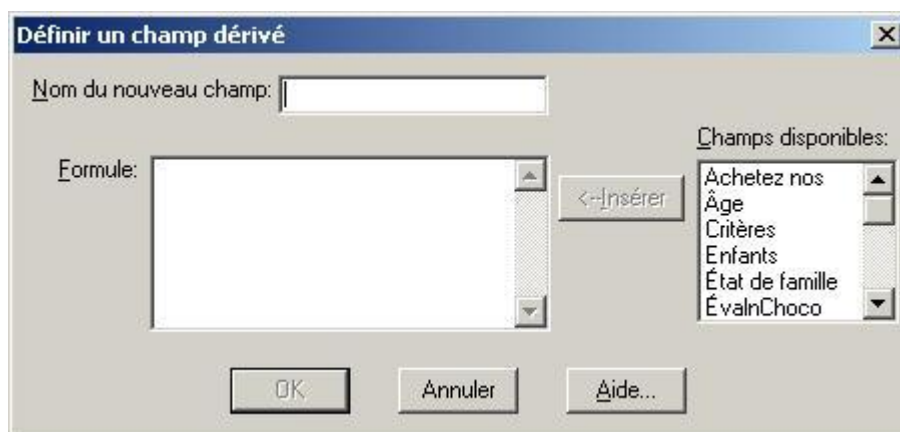 Définir un champ dérivé
Nom du nouveau champ:
Champs disponibles:
Formule:
<--Insérer
Achetez nos
Âge
Critères
Enfants
État de famille
ÉvalnChoco
OK
Annuler
Aide...